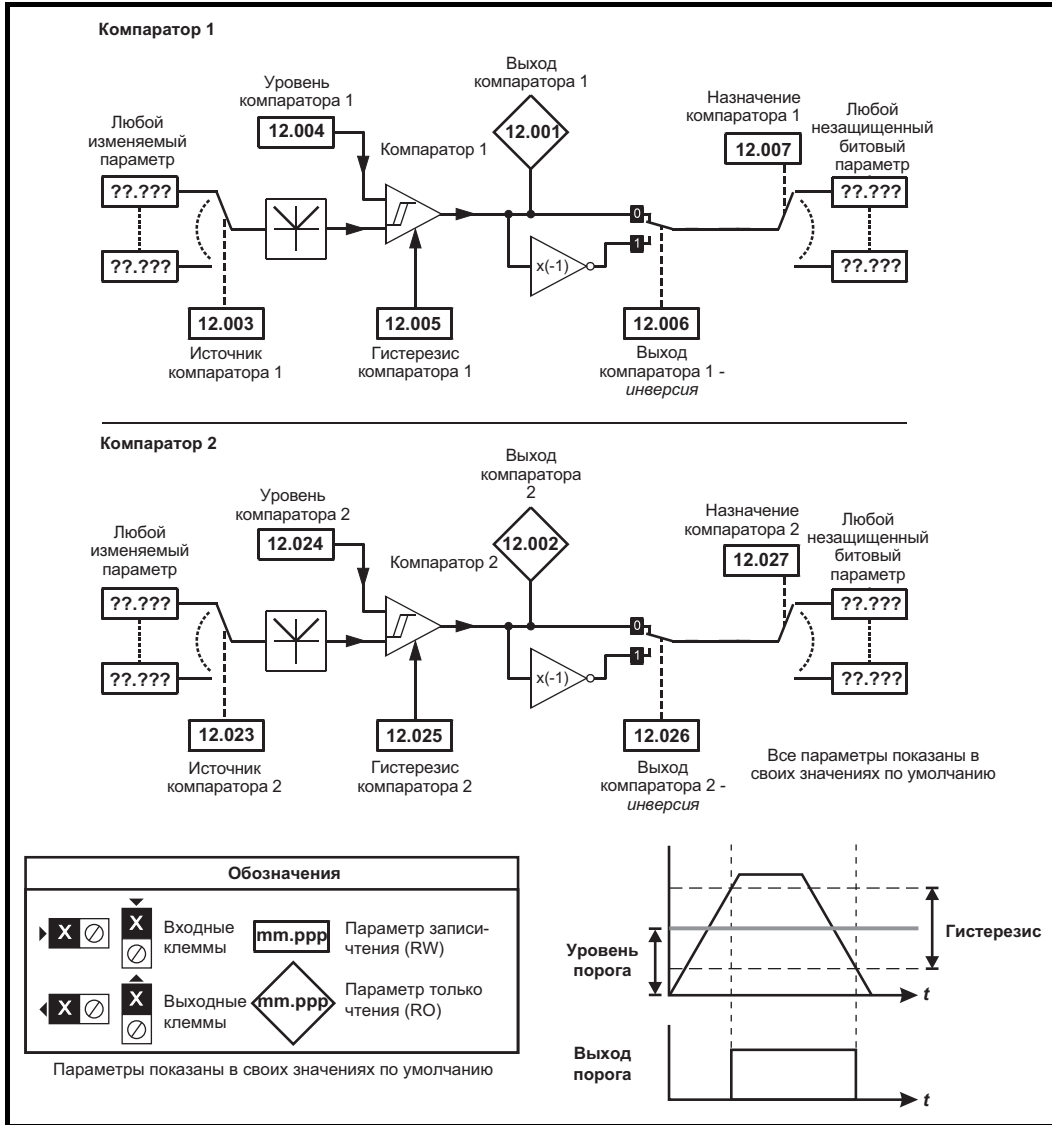 Компаратор 1
Выход
компаратора 1
Уровень
компаратора 1
Назначение
компаратора 1
Любой
изменяемый
параметр
Любой
незащищенный
битовый
параметр
12.004
12.001
12.007
Компаратор 1
??.???
??.???
0
1
x(-1)
??.???
??.???
12.003
12.005
12.006
Источник
компаратора 1
Гистерезис
компаратора 1
Выход
компаратора 1 -
инверсия
Компаратор 2
Выход
компаратора
2
Уровень
компаратора 2
Назначение
компаратора 2
Любой
изменяемый
параметр
Любой
незащищенный
битовый
параметр
12.024
12.002
12.027
Компаратор 2
??.???
??.???
0
1
x(-1)
??.???
??.???
12.023
12.025
12.026
Источник
компаратора 2
Гистерезис
компаратора 2
Выход
компаратора 2 -
инверсия
Все параметры показаны в
своих значениях по умолчанию
Обозначения
X
X
Входные
клеммы
mm.ppp
Параметр записи-
чтения (RW)
X
X
Выходные
клеммы
mm.ppp
Параметр только
чтения (RO)
Параметры показаны в своих значениях по умолчанию
Уровень
порога
Гистерезис
t
Выход
порога
t